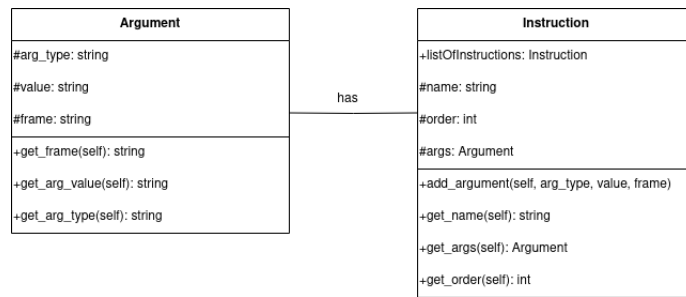 Argument
#arg_type: string
#value: string
#frame: string
+get_frame(self): string
+get_arg_value(self): string
+get_arg_type(self): string
has
Instruction
+listOfInstructions: Instruction
#name: string
#order: int
#args: Argument
+add_argument(self, arg_type, value, frame)
+get_name(self): string
+get_args(self): Argument
+get_order(self): int